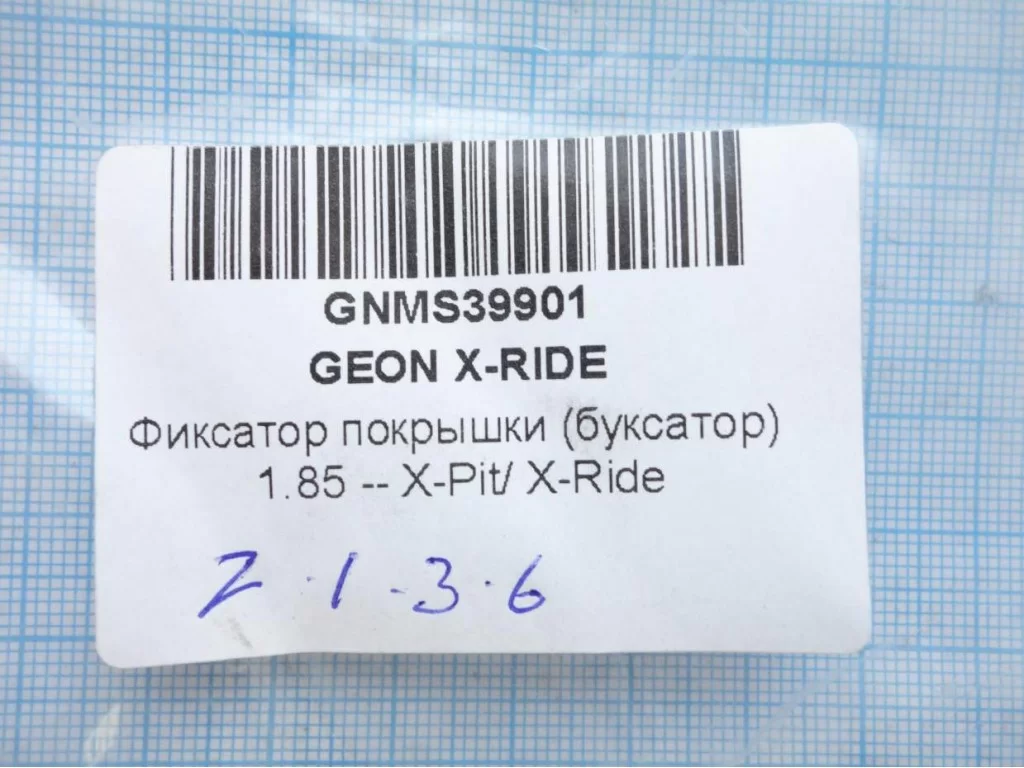 GNMS39901
GEON X-RIDE
Фиксатор покрышки (буксатор)
1.85 -- X-Pit/ X-Ride
Z.1.3.6